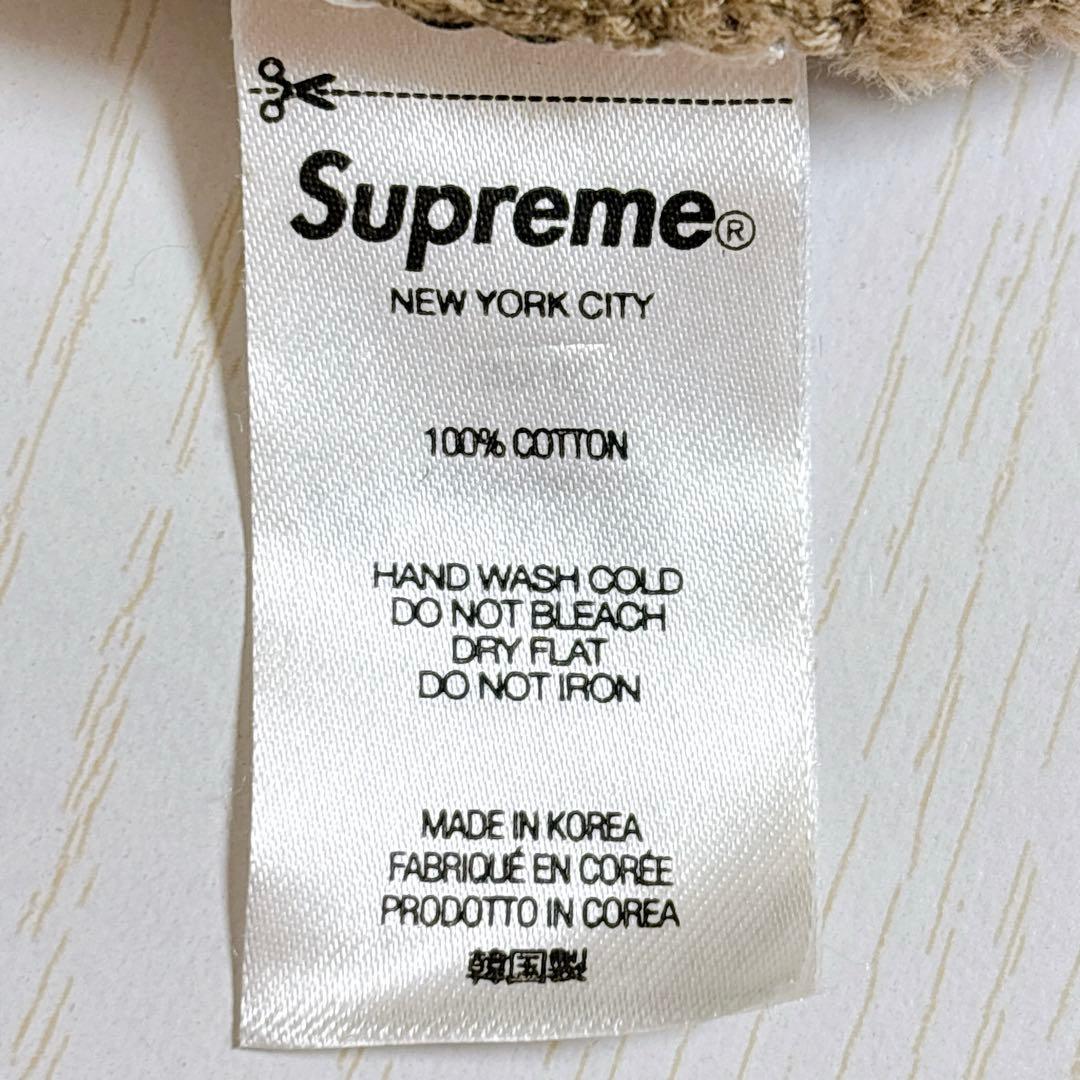 Supreme®
NEW YORK CITY
100% COTTON
HAND WASH COLD
DO NOT BLEACH
DRY FLAT
DO NOT IRON
MADE IN KOREA
FABRIQUÉ EN CORÉE
PRODOTTO IN COREA
韓国製